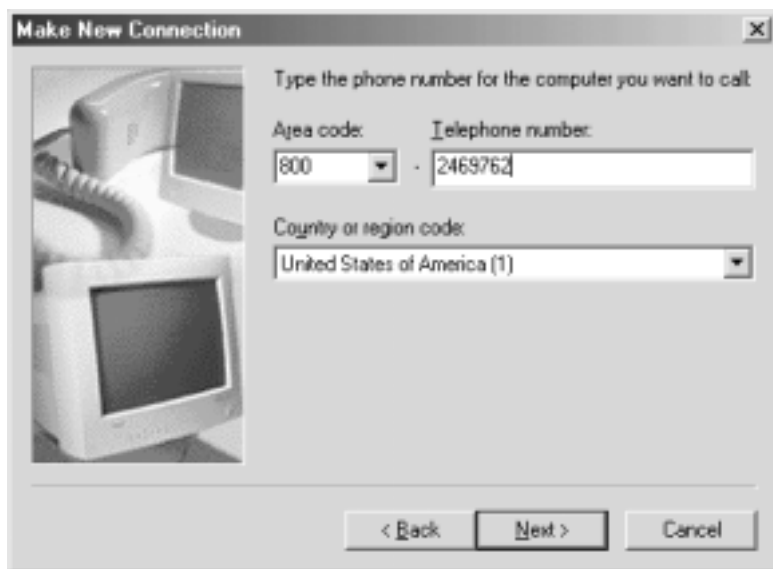 Make New Connection
Type the phone number for the computer you want to call:
Area code: Telephone number:
800 - 2469762
Country or region code:
United States of America (1)
< Back Next > Cancel